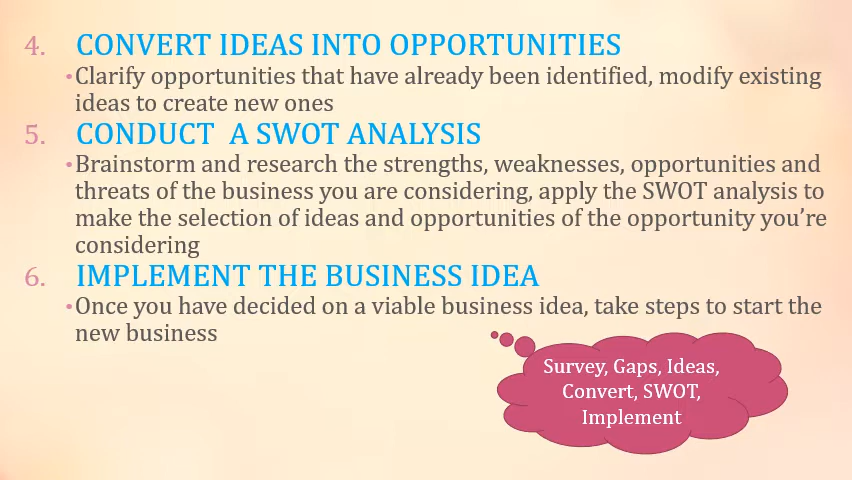 4. CONVERT IDEAS INTO OPPORTUNITIES
•Clarify opportunities that have already been identified, modify existing
ideas to create new ones
5. CONDUCT  A SWOT ANALYSIS
•Brainstorm and research the strengths, weaknesses, opportunities and
threats of the business you are considering, apply the SWOT analysis to
make the selection of ideas and opportunities of the opportunity you’re
considering
6. IMPLEMENT THE BUSINESS IDEA
•Once you have decided on a viable business idea, take steps to start the
new business
Survey, Gaps, Ideas,
Convert, SWOT,
Implement